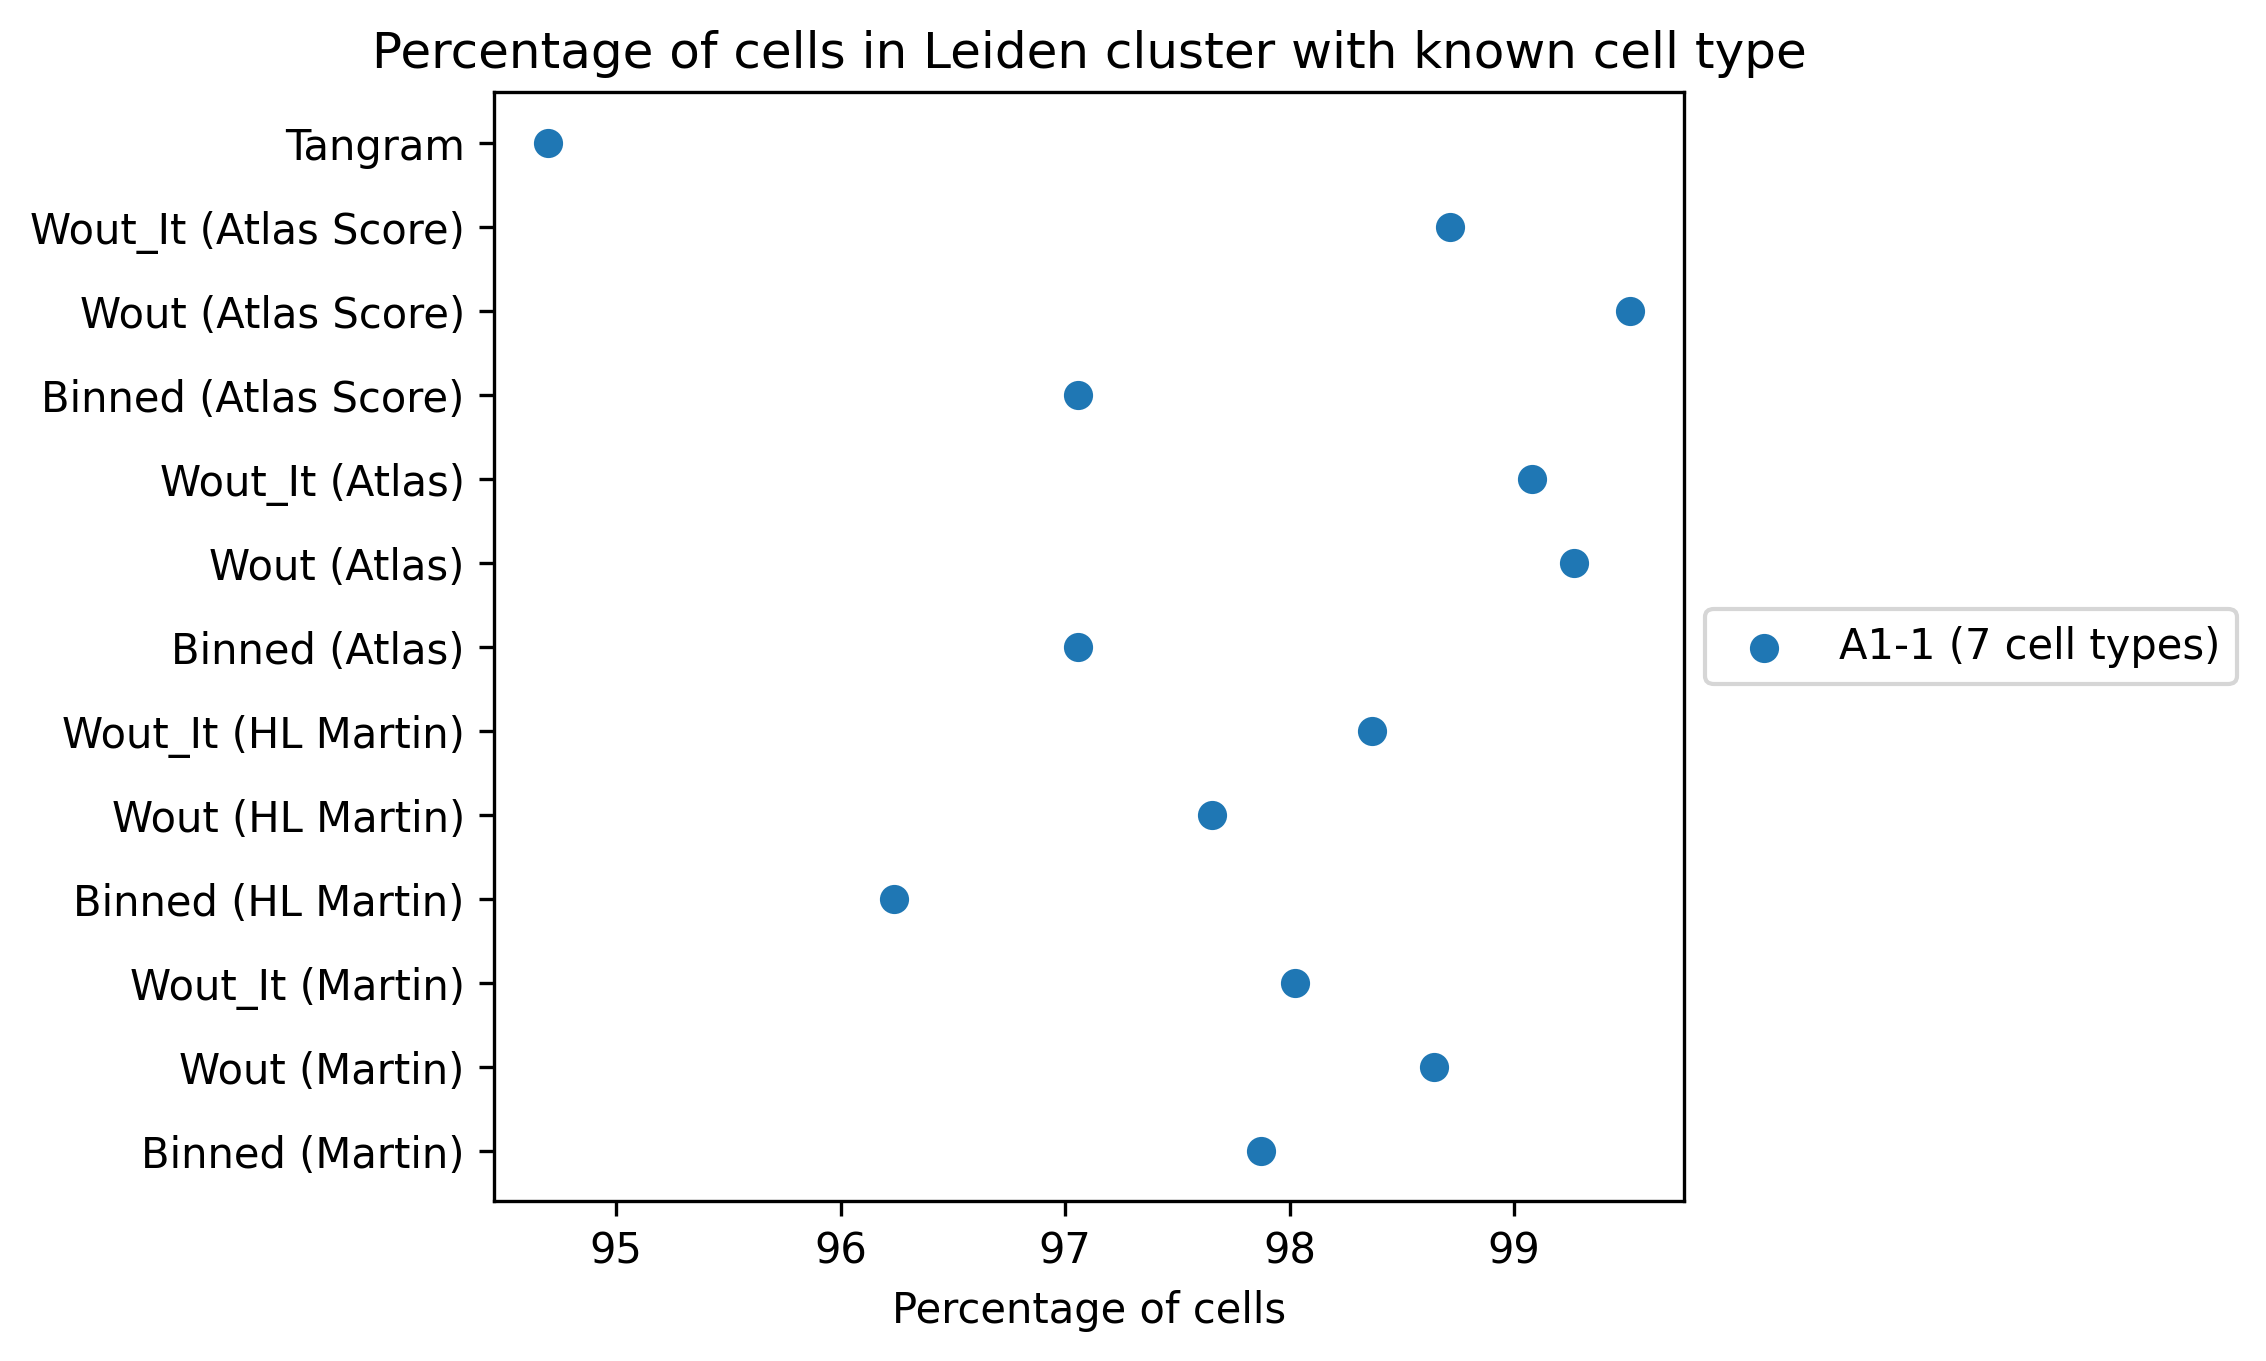 Percentage of cells in Leiden cluster with known cell type
Tangram
Wout_It (Atlas Score)
Wout (Atlas Score)
Binned (Atlas Score)
Wout_It (Atlas)
Wout (Atlas)
Binned (Atlas)
Wout_It (HL Martin)
Wout (HL Martin)
Binned (HL Martin)
Wout_It (Martin)
Wout (Martin)
Binned (Martin)
A1-1 (7 cell types)
95 96 97 98 99
Percentage of cells